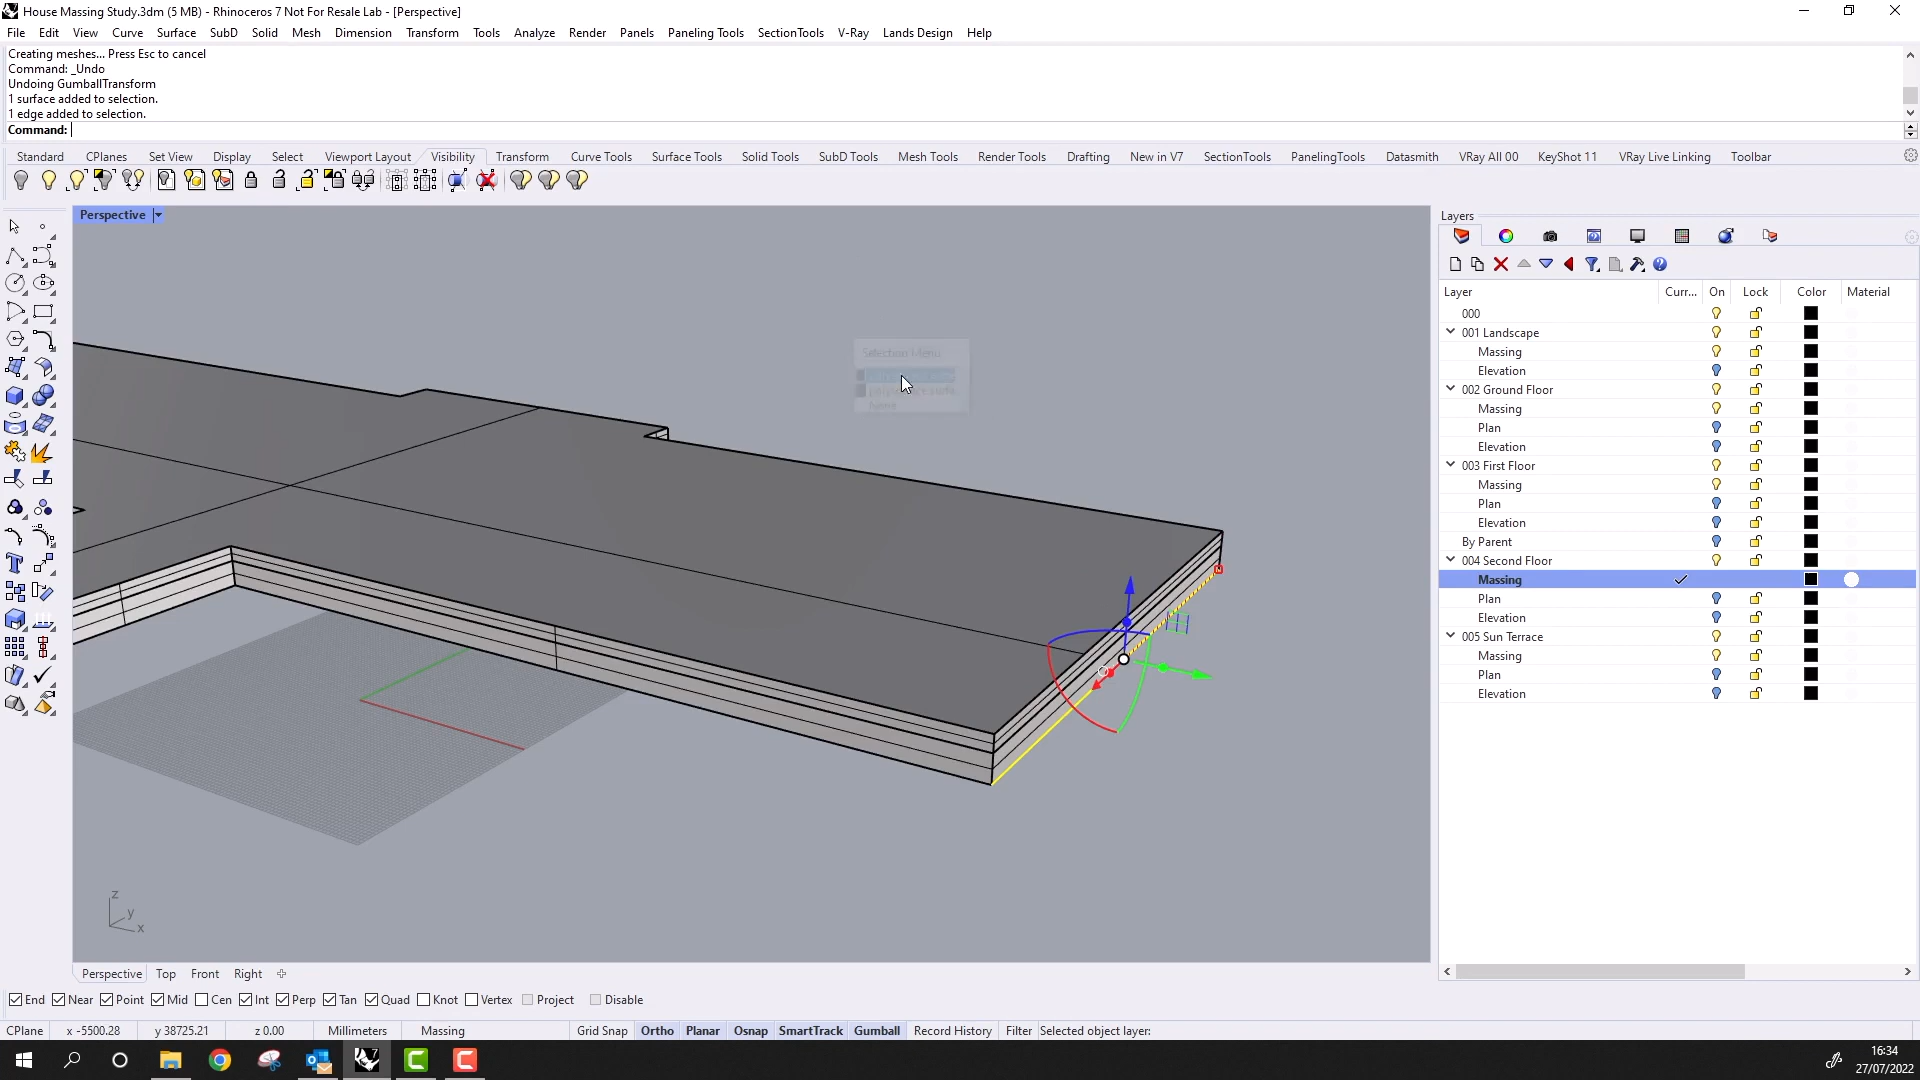 House Massing Study.3dm (5 MB) - Rhinoceros 7 Not For Resale Lab - [Perspective]
File Edit View Curve Surface SubD Solid Mesh Dimension Transform Tools Analyze Render Panels Paneling Tools SectionTools V-Ray Lands Design Help
Creating meshes... Press Esc to cancel
Command: _Undo
Undoing GumballTransform
1 surface added to selection.
1 edge added to selection.
Command:
Standard CPlanes Set View Display Select Viewport Layout Visibility Transform Curve Tools Surface Tools Solid Tools SubD Tools Mesh Tools Render Tools Drafting New in V7 SectionTools PanelingTools Datasmith VRay All 00 KeyShot 11 VRay Live Linking Toolbar
Perspective
Layers
Layer Curr... On Lock Color Material
000
001 Landscape
Massing
Elevation
002 Ground Floor
Massing
Plan
Elevation
003 First Floor
Massing
Plan
Elevation
By Parent
004 Second Floor
Massing
Plan
Elevation
005 Sun Terrace
Massing
Plan
Elevation
Selection Menu
z
y
x
Perspective Top Front Right
End Near Point Mid Cen Int Perp Tan Quad Knot Vertex Project Disable
CPlane x -5500.28 y 38725.21 z 0.00 Millimeters Massing Grid Snap Ortho Planar Osnap SmartTrack Gumball Record History Filter Selected object layer:
16:34
27/07/2022